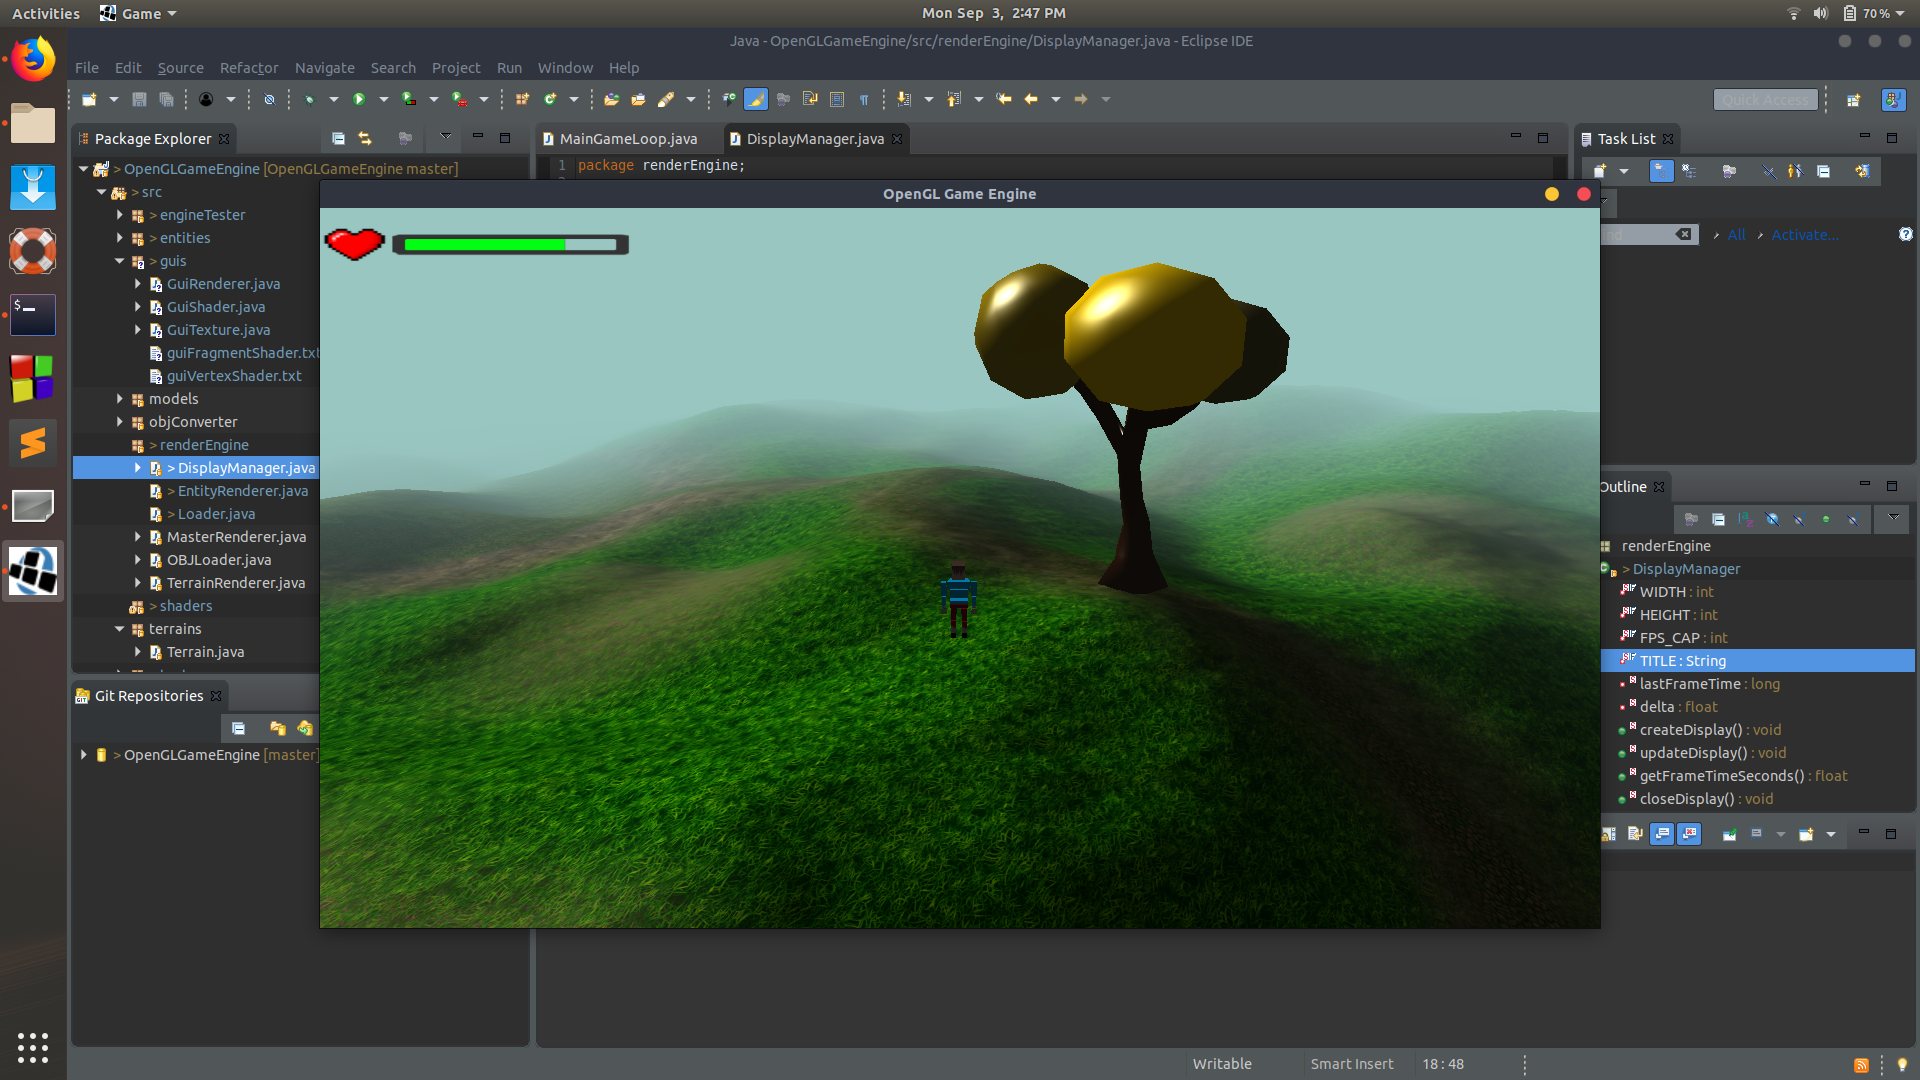 Activities
Game
Mon Sep 3, 2:47 PM
70 %
Java - OpenGLGameEngine/src/renderEngine/DisplayManager.java - Eclipse IDE
File Edit Source Refactor Navigate Search Project Run Window Help
Quick Access
Package Explorer
MainGameLoop.java
DisplayManager.java
Task List
1 package renderEngine;
> OpenGLGameEngine [OpenGLGameEngine master]
> src
> engineTester
> entities
> guis
GuiRenderer.java
GuiShader.java
GuiTexture.java
guiFragmentShader.txt
guiVertexShader.txt
models
objConverter
> renderEngine
> DisplayManager.java
> EntityRenderer.java
> Loader.java
MasterRenderer.java
OBJLoader.java
TerrainRenderer.java
> shaders
terrains
Terrain.java
Git Repositories
> OpenGLGameEngine [master]
OpenGL Game Engine
All
Activate...
Outline
renderEngine
> DisplayManager
WIDTH : int
HEIGHT : int
FPS_CAP : int
TITLE : String
lastFrameTime : long
delta : float
createDisplay() : void
updateDisplay() : void
getFrameTimeSeconds() : float
closeDisplay() : void
Writable
Smart Insert
18 : 48